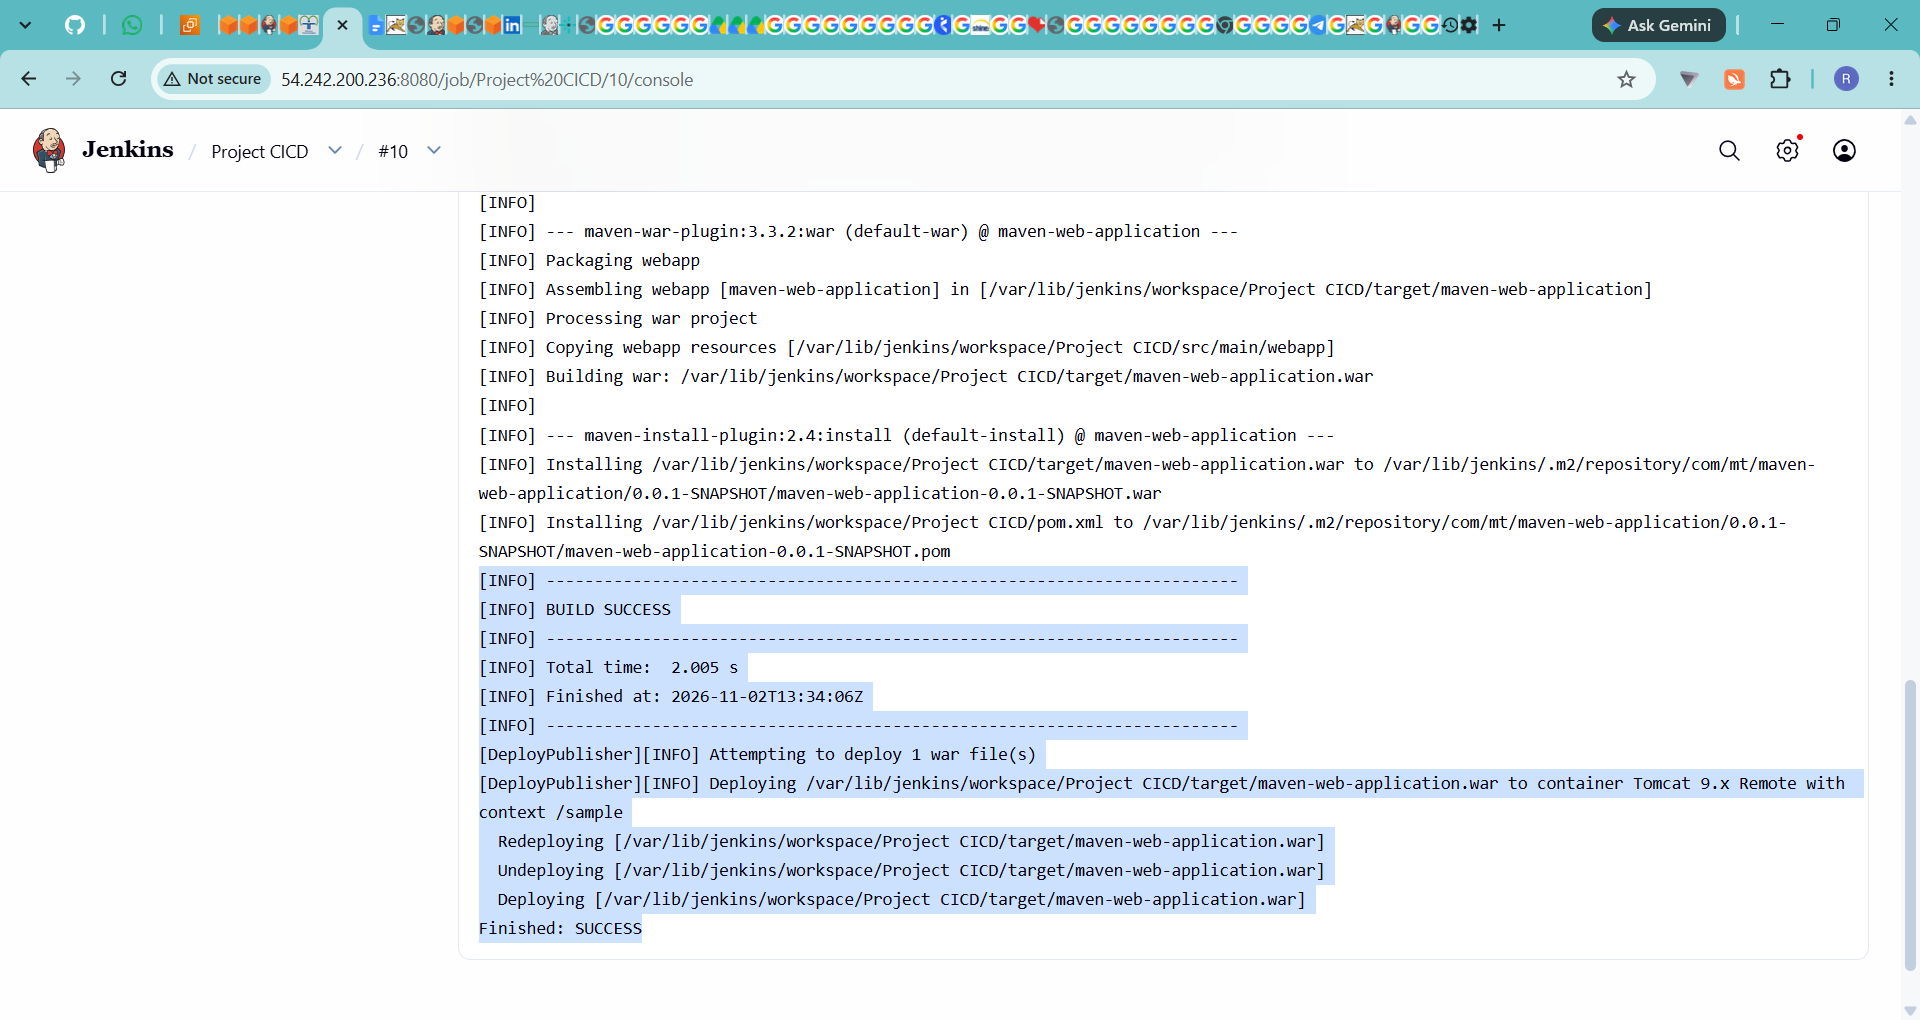 Ask Gemini
Not secure
54.242.200.236:8080/job/Project%20CICD/10/console
R
Jenkins / Project CICD / #10
[INFO]
[INFO] --- maven-war-plugin:3.3.2:war (default-war) @ maven-web-application ---
[INFO] Packaging webapp
[INFO] Assembling webapp [maven-web-application] in [/var/lib/jenkins/workspace/Project CICD/target/maven-web-application]
[INFO] Processing war project
[INFO] Copying webapp resources [/var/lib/jenkins/workspace/Project CICD/src/main/webapp]
[INFO] Building war: /var/lib/jenkins/workspace/Project CICD/target/maven-web-application.war
[INFO]
[INFO] --- maven-install-plugin:2.4:install (default-install) @ maven-web-application ---
[INFO] Installing /var/lib/jenkins/workspace/Project CICD/target/maven-web-application.war to /var/lib/jenkins/.m2/repository/com/mt/maven-
web-application/0.0.1-SNAPSHOT/maven-web-application-0.0.1-SNAPSHOT.war
[INFO] Installing /var/lib/jenkins/workspace/Project CICD/pom.xml to /var/lib/jenkins/.m2/repository/com/mt/maven-web-application/0.0.1-
SNAPSHOT/maven-web-application-0.0.1-SNAPSHOT.pom
[INFO] ------------------------------------------------------------------------
[INFO] BUILD SUCCESS
[INFO] ------------------------------------------------------------------------
[INFO] Total time:  2.005 s
[INFO] Finished at: 2026-11-02T13:34:06Z
[INFO] ------------------------------------------------------------------------
[DeployPublisher][INFO] Attempting to deploy 1 war file(s)
[DeployPublisher][INFO] Deploying /var/lib/jenkins/workspace/Project CICD/target/maven-web-application.war to container Tomcat 9.x Remote with
context /sample
  Redeploying [/var/lib/jenkins/workspace/Project CICD/target/maven-web-application.war]
  Undeploying [/var/lib/jenkins/workspace/Project CICD/target/maven-web-application.war]
  Deploying [/var/lib/jenkins/workspace/Project CICD/target/maven-web-application.war]
Finished: SUCCESS